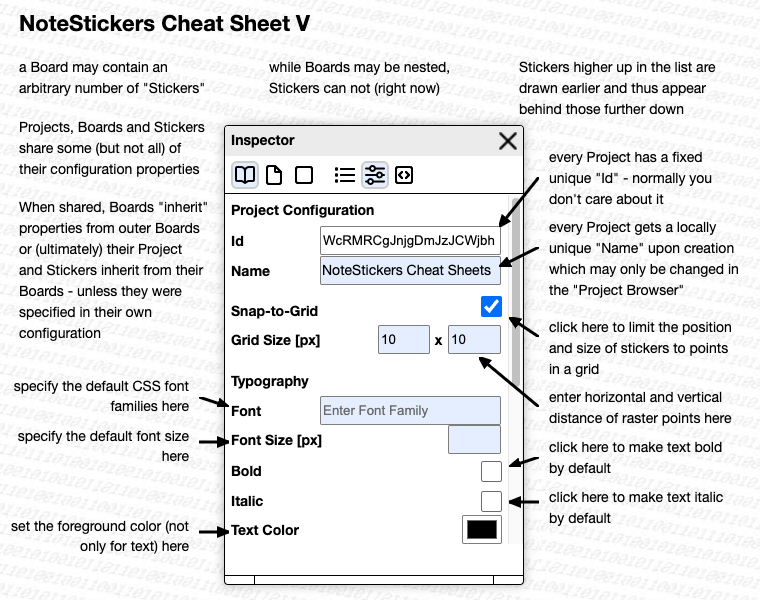 NoteStickers Cheat Sheet V
a Board may contain an
arbitrary number of "Stickers"
while Boards may be nested,
Stickers can not (right now)
Stickers higher up in the list are
drawn earlier and thus appear
behind those further down
Projects, Boards and Stickers
share some (but not all) of
their configuration properties
When shared, Boards "inherit"
properties from outer Boards
or (ultimately) their Project
and Stickers inherit from their
Boards - unless they were
specified in their own
configuration
specify the default CSS font
families here
specify the default font size
here
set the foreground color (not
only for text) here
Inspector
Project Configuration
Id WcRMRCgJnjgDmJzJCWjbh
Name NoteStickers Cheat Sheets
Snap-to-Grid
Grid Size [px] 10 x 10
Typography
Font Enter Font Family
Font Size [px]
Bold
Italic
Text Color
every Project has a fixed
unique "Id" - normally you
don't care about it
every Project gets a locally
unique "Name" upon creation
which may only be changed in
the "Project Browser"
click here to limit the position
and size of stickers to points
in a grid
enter horizontal and vertical
distance of raster points here
click here to make text bold
by default
click here to make text italic
by default